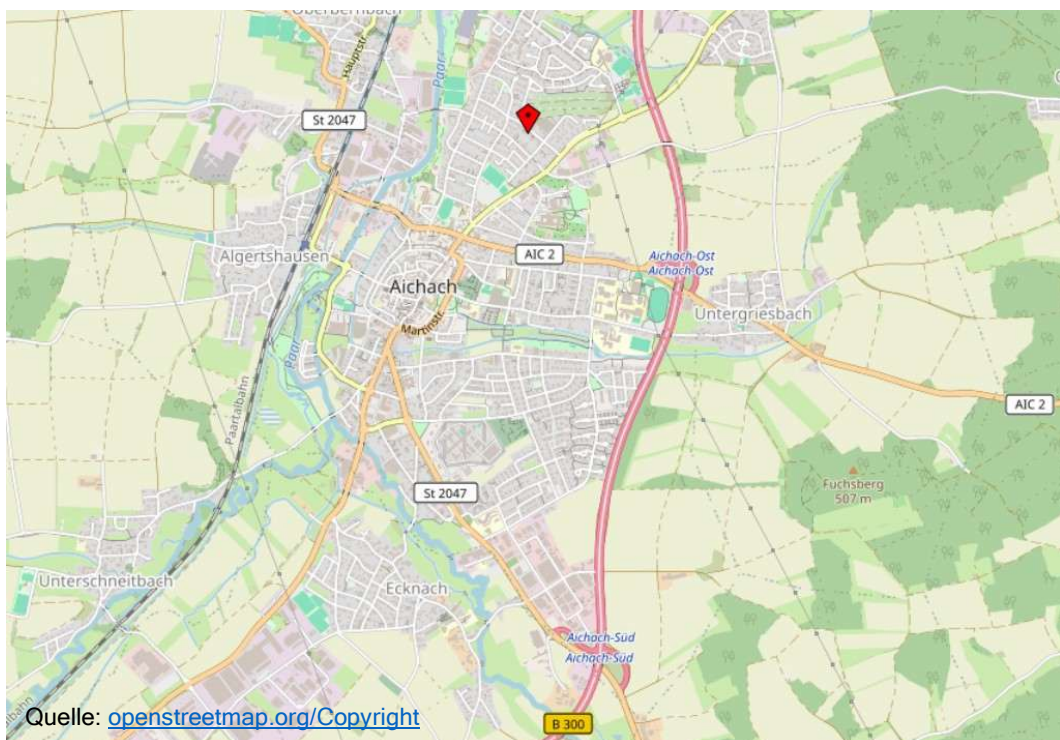 Oberbernbach
Hauptstr.
Paar
St 2047
AIC 2
Aichach-Ost
Aichach-Ost
Algertshausen
Aichach
Untergriesbach
Martinstr.
Paar
Paartalbahn
AIC 2
Fuchsberg
507 m
St 2047
Unterschneitbach
Ecknach
Aichach-Süd
Aichach-Süd
Quelle: openstreetmap.org/Copyright
B 300